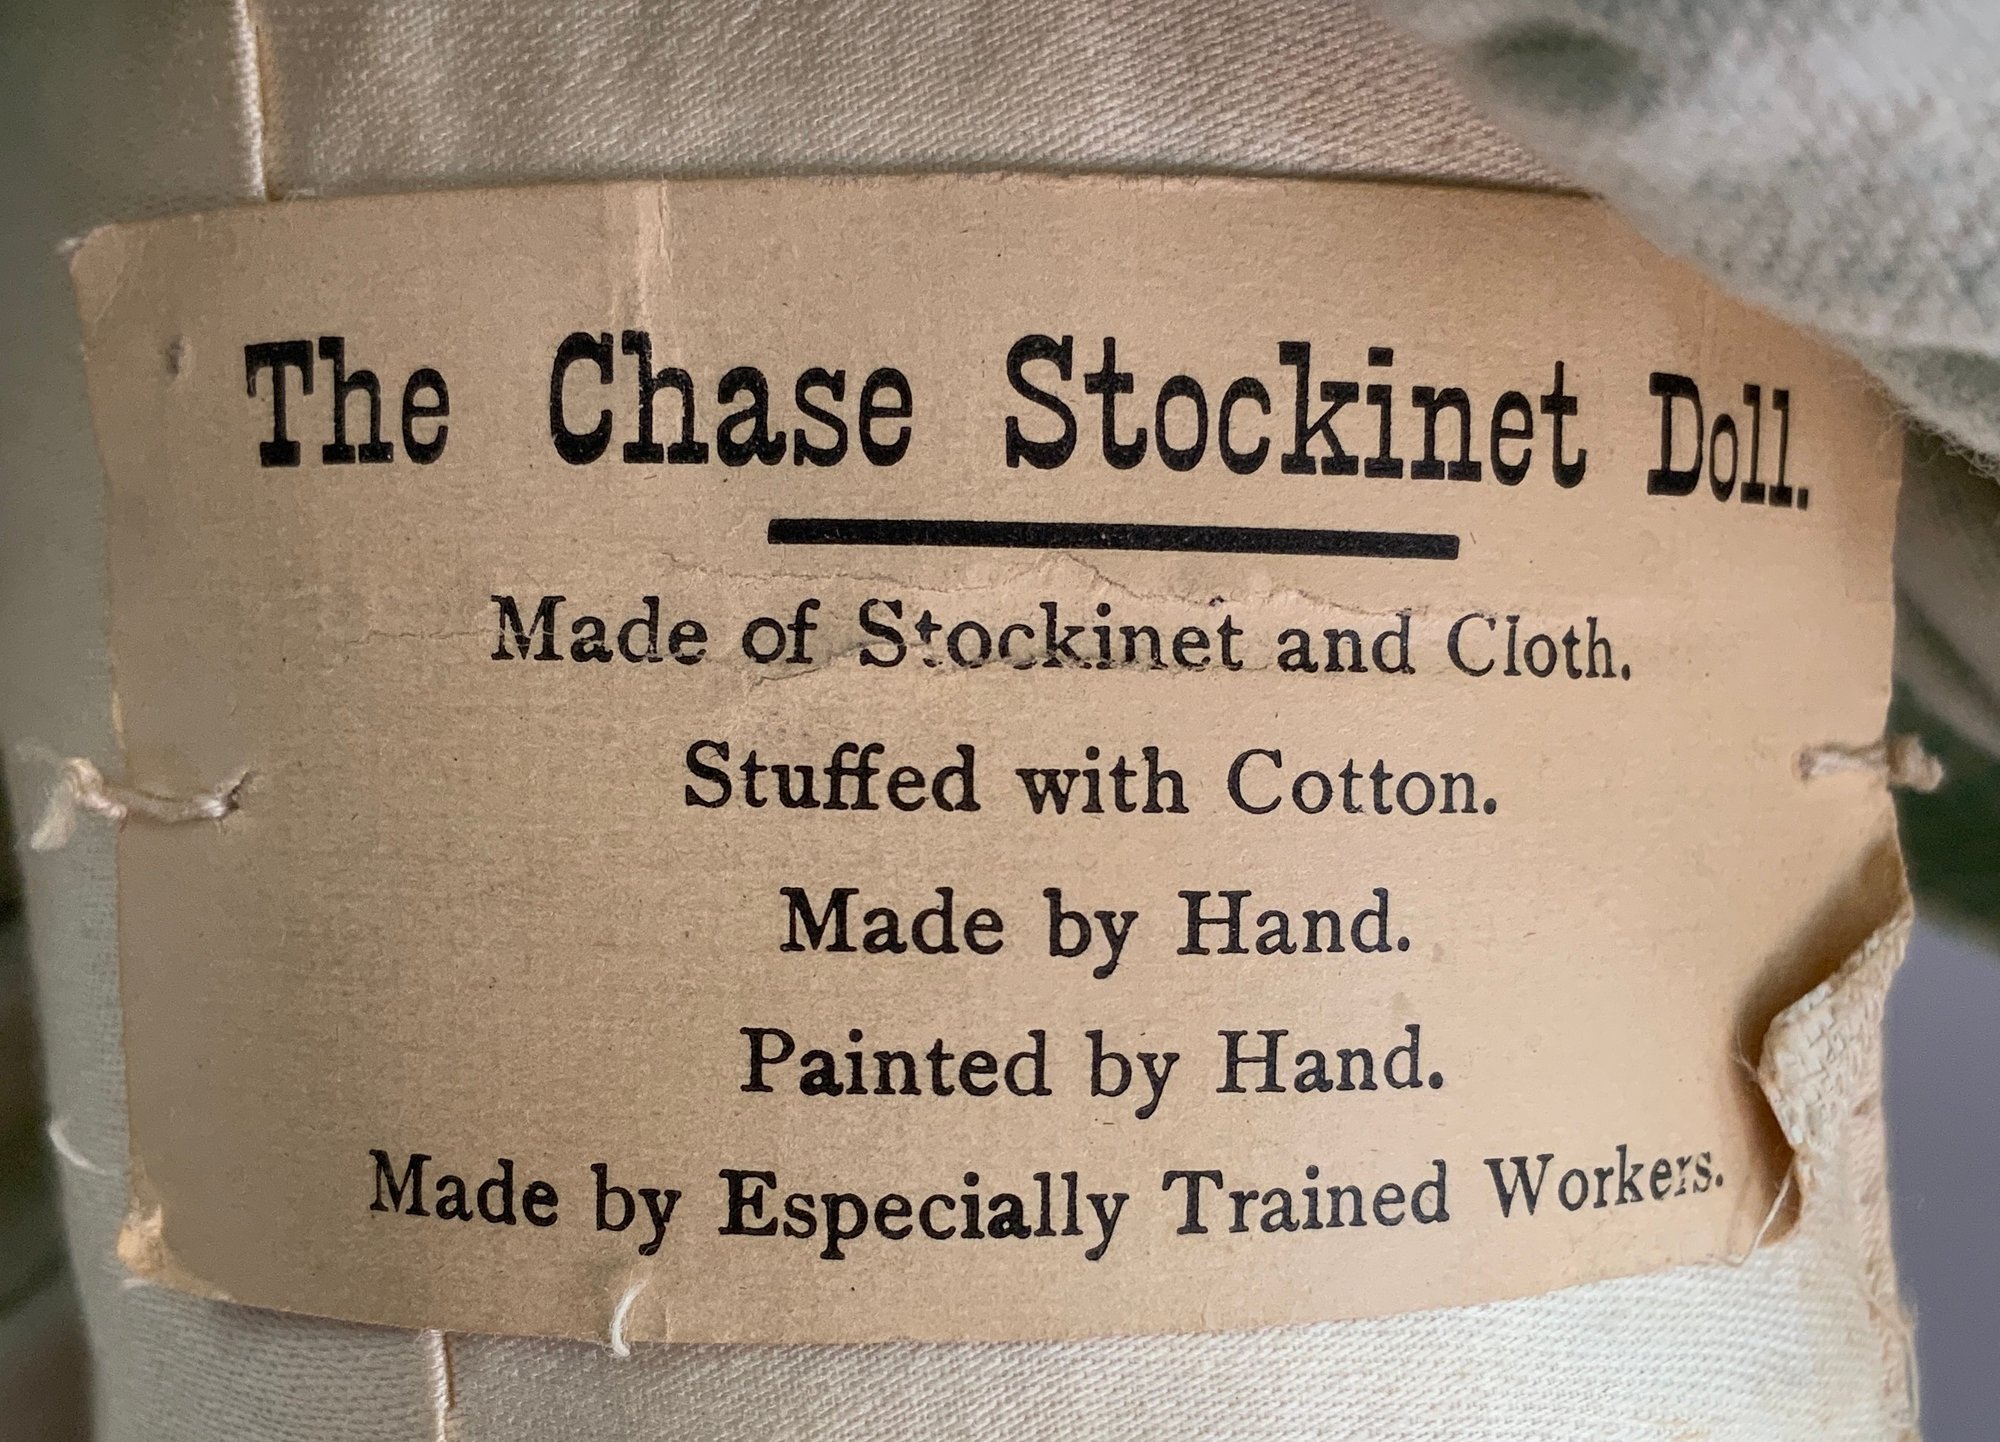 The Chase Stockinet Doll.
Made of Stockinet and Cloth.
Stuffed with Cotton.
Made by Hand.
Painted by Hand.
Made by Especially Trained Workers.